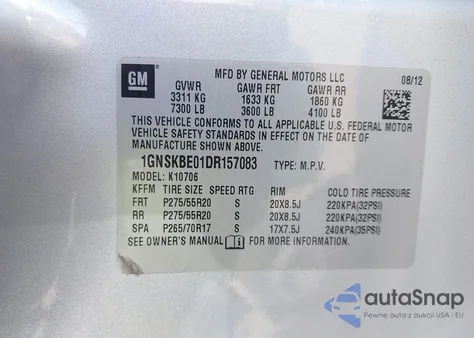 GM
MFD BY GENERAL MOTORS LLC 08/12
GVWR GAWR FRT GAWR RR
3311 KG 1633 KG 1860 KG
7300 LB 3600 LB 4100 LB
THIS VEHICLE CONFORMS TO ALL APPLICABLE U.S. FEDERAL MOTOR
VEHICLE SAFETY STANDARDS IN EFFECT ON THE DATE OF
MANUFACTURE SHOWN ABOVE.
1GNSKBE01DR157083 TYPE: M.P.V.
MODEL: K10706
KFFM TIRE SIZE SPEED RTG RIM COLD TIRE PRESSURE
FRT P275/55R20 S 20X8.5J 220KPA(32PSI)
RR P275/55R20 S 20X8.5J 220KPA(32PSI)
SPA P265/70R17 S 17X7.5J 240KPA(35PSI)
SEE OWNER'S MANUAL FOR MORE INFORMATION.
autoSnap
Pewne auta z aukcji USA i EU